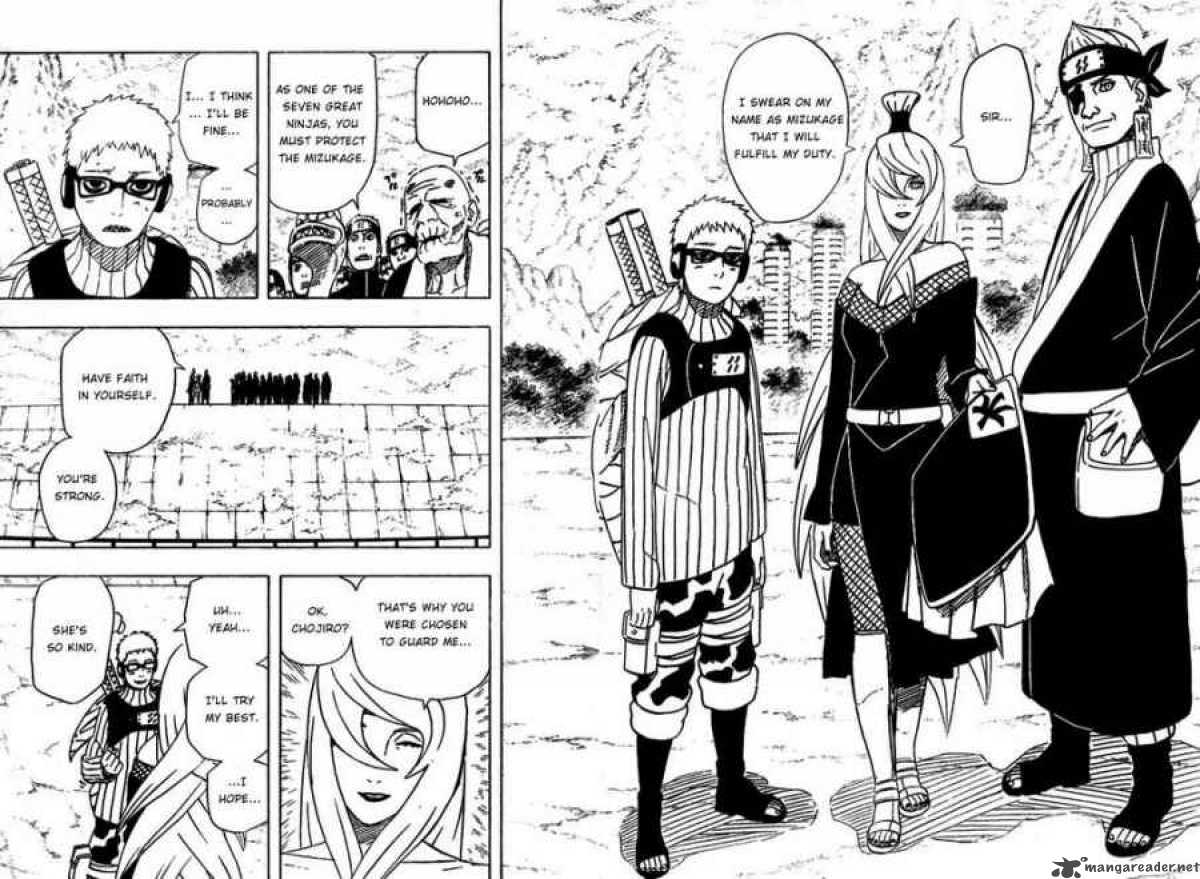 SIR...
I SWEAR ON MY
NAME AS MIZUKAGE
THAT I WILL
FULFILL MY DUTY.
HOHOHO...
AS ONE OF THE
SEVEN GREAT
NINJAS, YOU
MUST PROTECT
THE MIZUKAGE.
I... I THINK
... I'LL BE
FINE...
...
PROBABLY
...
HAVE FAITH
IN YOURSELF.
YOU'RE
STRONG.
THAT'S WHY YOU
WERE CHOSEN
TO GUARD ME...
OK,
CHOJIRO?
UH...
YEAH...
I'LL TRY
MY BEST.
...I
HOPE...
SHE'S
SO KIND.
mangareader.net